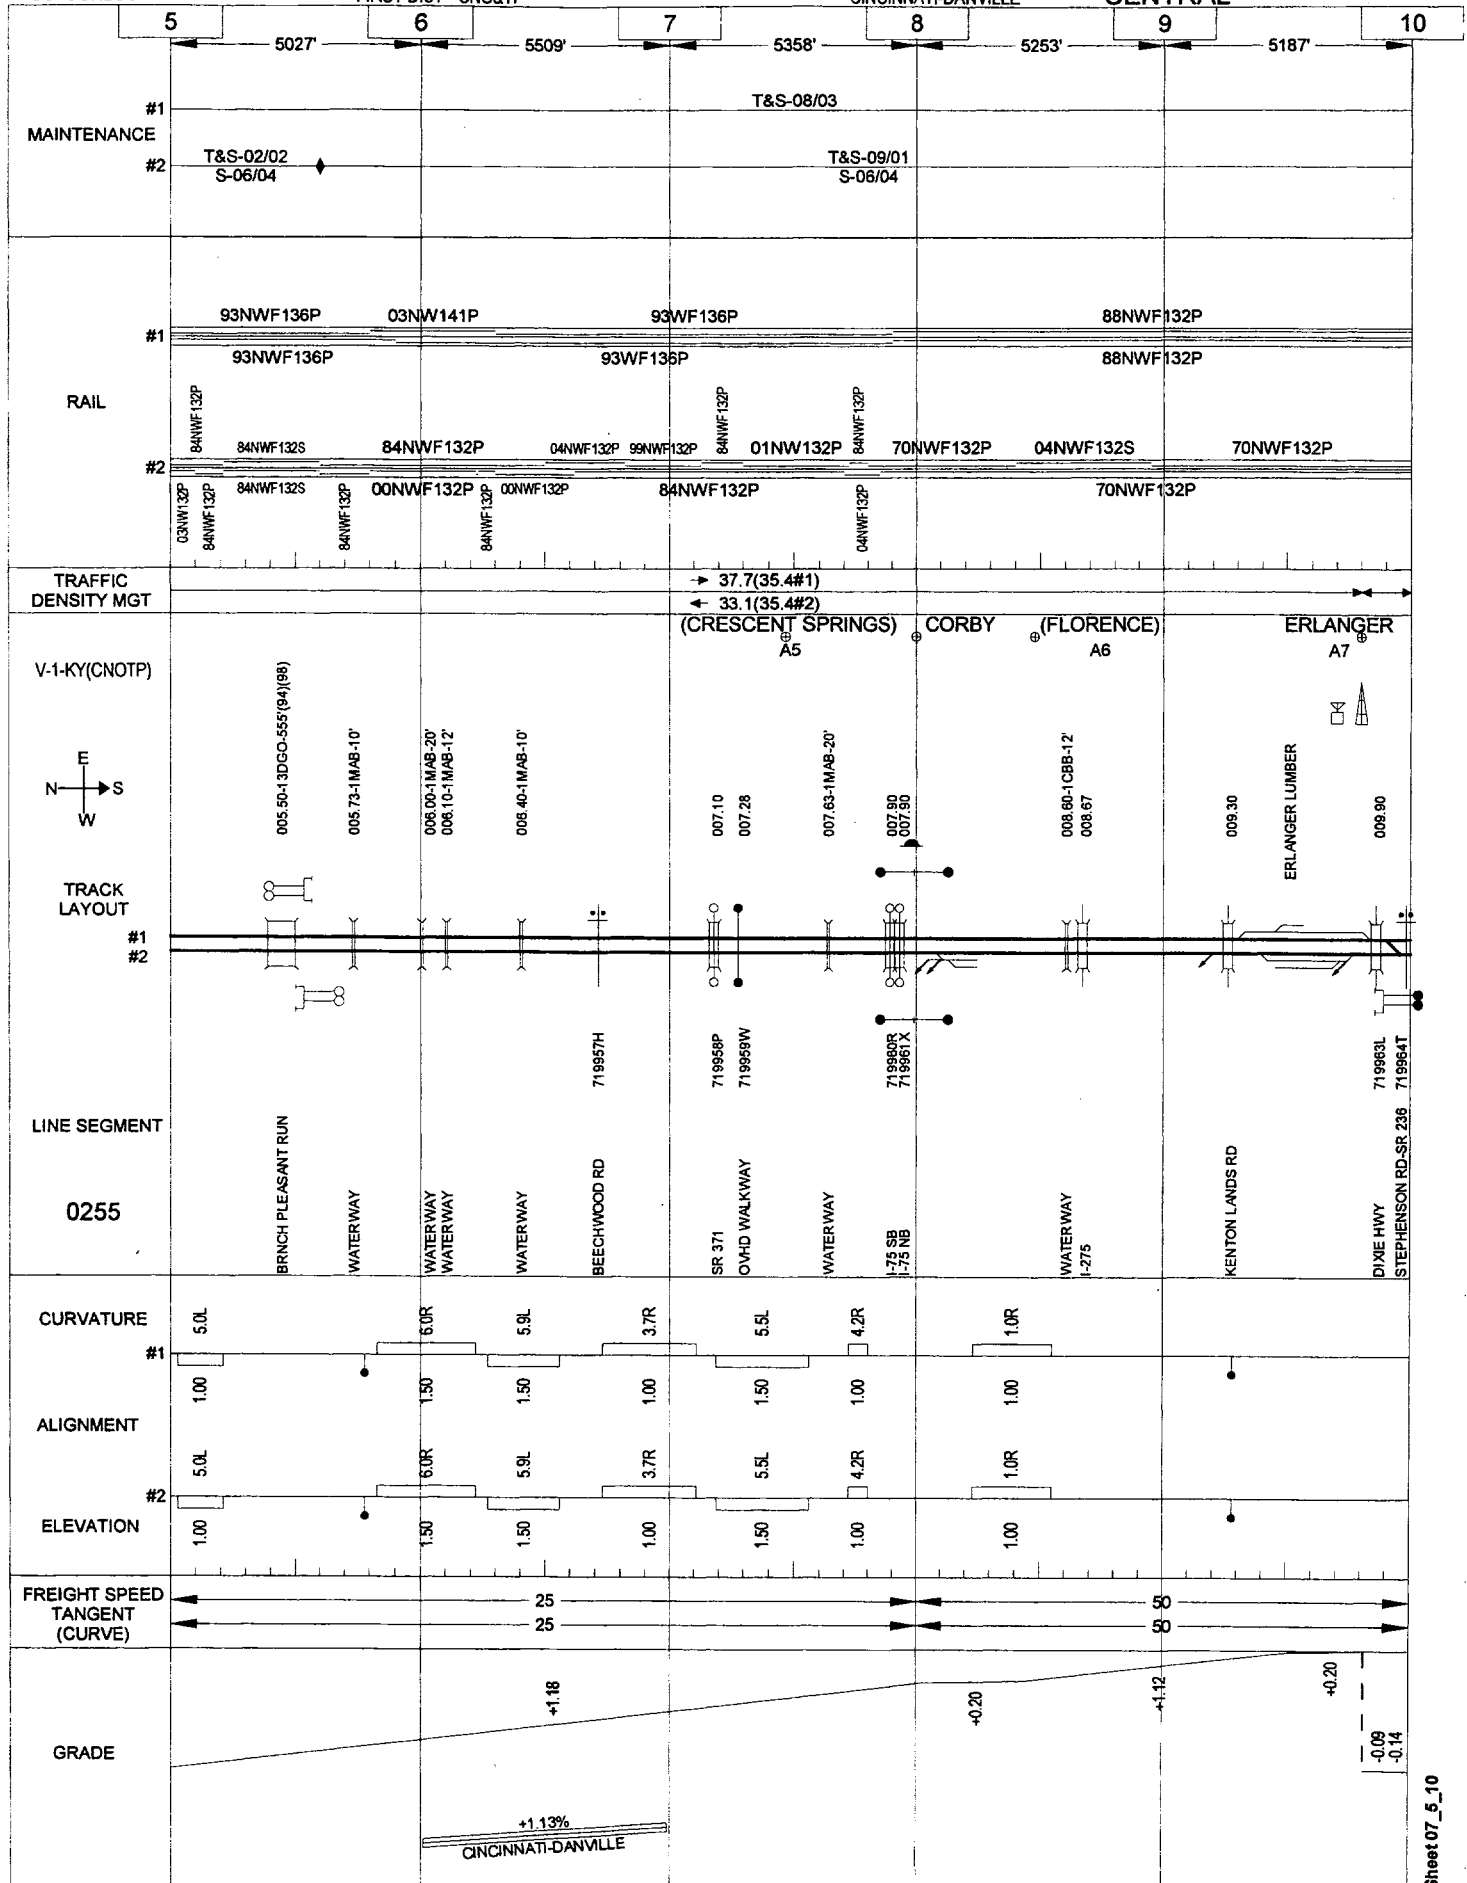 CENTRAL
5 6 7 8 9 10
5027' 5509' 5358' 5253' 5187'
#1 T&S-08/03
MAINTENANCE
#2 T&S-02/02 T&S-09/01
S-06/04 S-06/04
93NWF136P 03NW141P 93WF136P 88NWF132P
#1
93NWF136P 93WF136P 88NWF132P
RAIL
84NWF132P 84NWF132P 84NWF132P
84NWF132S 84NWF132P 04NWF132P 99NWF132P 01NW132P 70NWF132P 04NWF132S 70NWF132P
#2
84NWF132S 00NWF132P 00NWF132P 84NWF132P 70NWF132P
03NW132P 84NWF132P 84NWF132P 84NWF132P 04NWF132P
TRAFFIC
DENSITY MGT
37.7(35.4#1)
33.1(35.4#2)
(CRESCENT SPRINGS) CORBY (FLORENCE) ERLANGER
A5 A6 A7
V-1-KY(CNOTP)
E
N S
W
005.50-13DGO-555'(94)(98)
005.73-1MAB-10'
006.00-1MAB-20'
006.10-1MAB-12'
006.40-1MAB-10'
007.10
007.28
007.63-1MAB-20'
007.90
007.90
008.60-1CBB-12'
008.67
009.30
ERLANGER LUMBER
009.90
TRACK
LAYOUT
#1
#2
719957H
719958P
719959W
719960R
719961X
719963L
719964T
LINE SEGMENT
0255
BRNCH PLEASANT RUN
WATERWAY
WATERWAY
WATERWAY
WATERWAY
BEECHWOOD RD
SR 371
OVHD WALKWAY
WATERWAY
I-75 SB
I-75 NB
WATERWAY
I-275
KENTON LANDS RD
DIXIE HWY
STEPHENSON RD-SR 236
CURVATURE
5.0L 6.0R 5.9L 3.7R 5.5L 4.2R 1.0R
#1
1.00 1.50 1.50 1.00 1.50 1.00 1.00
ALIGNMENT
5.0L 6.0R 5.9L 3.7R 5.5L 4.2R 1.0R
#2
ELEVATION
1.00 1.50 1.50 1.00 1.50 1.00 1.00
FREIGHT SPEED
TANGENT
(CURVE)
25 50
25 50
GRADE
+1.18 +0.20 +1.12 +0.20 -0.09 -0.14
+1.13%
CINCINNATI-DANVILLE
Sheet 07_5_10